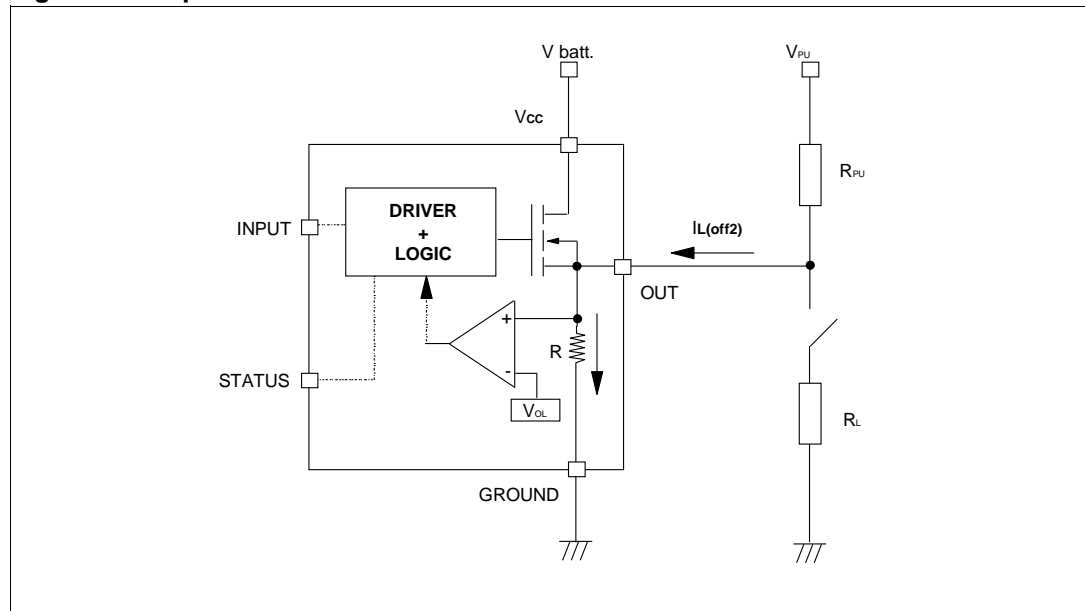 V batt.
VPU
Vcc
RPU
DRIVER
+
LOGIC
INPUT
IL(off2)
OUT
+
R
-
STATUS
VOL
RL
GROUND